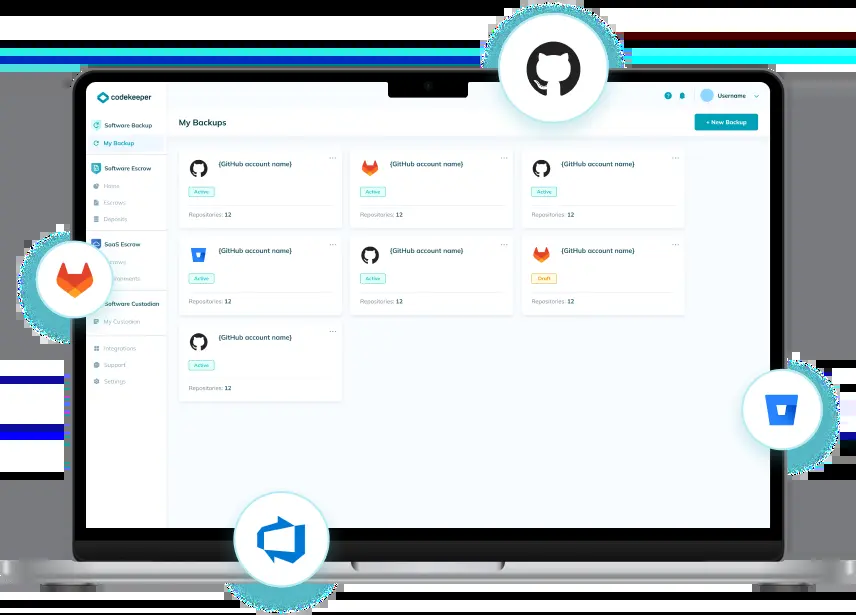 codekeeper
Username
Software Backup
My Backup
Software Escrow
Home
Escrows
Deposits
SaaS Escrow
Software Custodian
My Custodian
Integrations
Support
Settings
My Backups
+ New Backup
{GitHub account name}
Active
Repositories: 12
{GitHub account name}
Active
Repositories: 12
{GitHub account name}
Active
Repositories: 12
{GitHub account name}
Active
Repositories: 12
{GitHub account name}
Active
Repositories: 12
{GitHub account name}
Draft
Repositories: 12
{GitHub account name}
Active
Repositories: 12